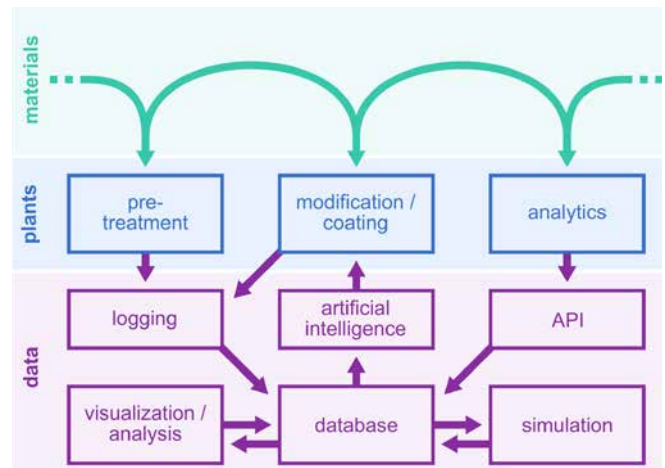 materials
plants
pre-
treatment
modification /
coating
analytics
data
logging
artificial
intelligence
API
visualization /
analysis
database
simulation